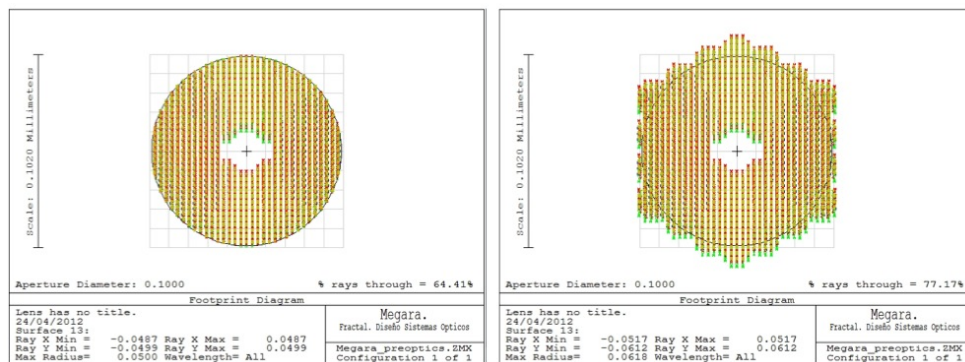 Scale: 0.1020 Millimeters
Aperture Diameter: 0.1000 % rays through = 64.41%
Footprint Diagram
Lens has no title.
24/04/2012
Surface 13:
Ray X Min = -0.0487 Ray X Max = 0.0487
Ray Y Min = -0.0499 Ray Y Max = 0.0499
Max Radius= 0.0500 Wavelength= All
Megara.
Fractal. Diseño Sistemas Opticos
Megara_preoptics.ZMX
Configuration 1 of 1
Scale: 0.1020 Millimeters
Aperture Diameter: 0.1000 % rays through = 77.17%
Footprint Diagram
Lens has no title.
24/04/2012
Surface 13:
Ray X Min = -0.0517 Ray X Max = 0.0517
Ray Y Min = -0.0612 Ray Y Max = 0.0612
Max Radius= 0.0618 Wavelength= All
Megara.
Fractal. Diseño Sistemas Opticos
Megara_preoptics.ZMX
Configuration 1 of 1